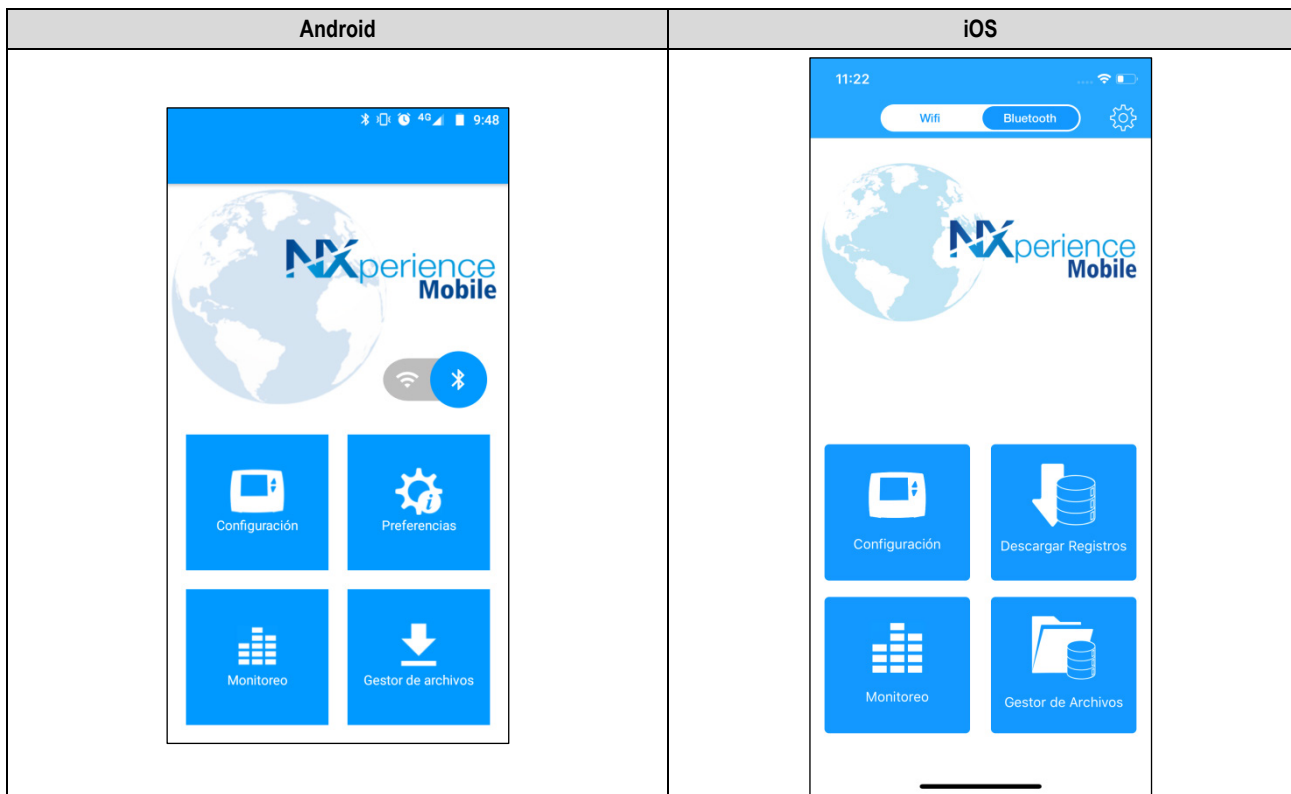 Android
iOS
9:48
4G
NXperience
Mobile
Configuración
Preferencias
Monitoreo
Gestor de archivos
11:22
Wifi
Bluetooth
NXperience
Mobile
Configuración
Descargar Registros
Monitoreo
Gestor de Archivos